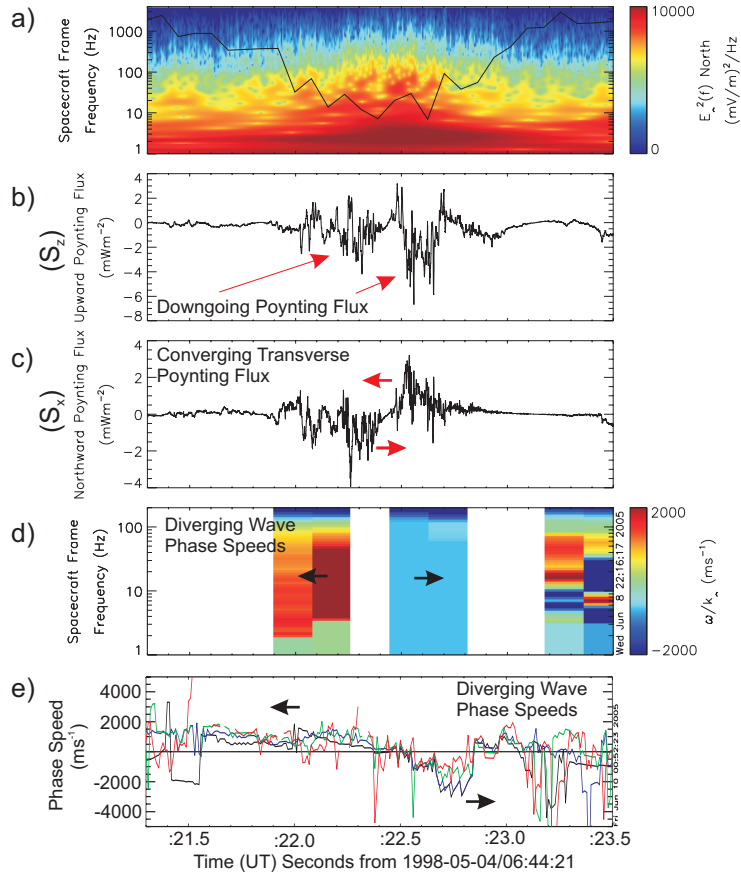 a)
Spacecraft Frame
Frequency (Hz)
1000
100
10
1
10000
0
E^2(f) North
(mV/m)^2/Hz
b)
(S_z)
Upward Poynting Flux
(mWm^-2)
4
2
0
-2
-4
-6
-8
Downgoing Poynting Flux
c)
(S_x)
Northward Poynting Flux
(mWm^-2)
4
2
0
-2
-4
Converging Transverse
Poynting Flux
d)
Spacecraft Frame
Frequency (Hz)
100
10
1
Diverging Wave
Phase Speeds
Wed Jun 8 22:16:17 2005
2000
-2000
ω/k (ms^-1)
e)
Phase Speed
(ms^-1)
4000
2000
0
-2000
-4000
Diverging Wave
Phase Speeds
2005
:21.5
:22.0
:22.5
:23.0
:23.5
Time (UT) Seconds from 1998-05-04/06:44:21